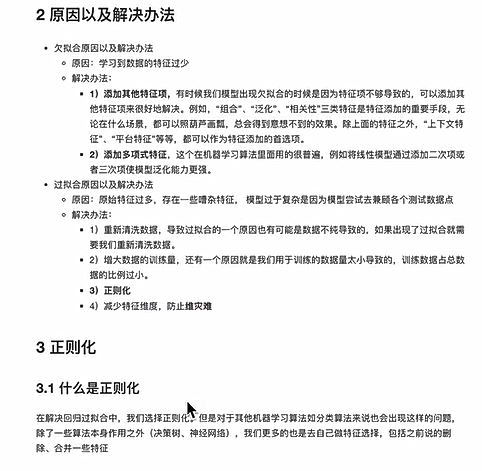 2 原因以及解决办法
欠拟合原因以及解决办法
原因：学习到数据的特征过少
解决办法：
1）添加其他特征项，有时候我们模型出现欠拟合的时候是因为特征项不够导致的，可以添加其
他特征项来很好地解决。例如，“组合”、“泛化”、“相关性”三类特征是特征添加的重要手段，无
论在什么场景，都可以照葫芦画瓢，总会得到意想不到的效果。除上面的特征之外，“上下文特
征”、“平台特征”等等，都可以作为特征添加的首选项。
2）添加多项式特征，这个在机器学习算法里面用的很普遍，例如将线性模型通过添加二次项或
者三次项使模型泛化能力更强。
过拟合原因以及解决办法
原因：原始特征过多，存在一些嘈杂特征， 模型过于复杂是因为模型尝试去兼顾各个测试数据点
解决办法：
1）重新清洗数据，导致过拟合的一个原因也有可能是数据不纯导致的，如果出现了过拟合就需
要我们重新清洗数据。
2）增大数据的训练量，还有一个原因就是我们用于训练的数据量太小导致的，训练数据占总数
据的比例过小。
3）正则化
4）减少特征维度，防止维灾难
3 正则化
3.1 什么是正则化
在解决回归过拟合中，我们选择正则化。但是对于其他机器学习算法如分类算法来说也会出现这样的问题，
除了一些算法本身作用之外（决策树、神经网络），我们更多的也是去自己做特征选择，包括之前说的删
除、合并一些特征